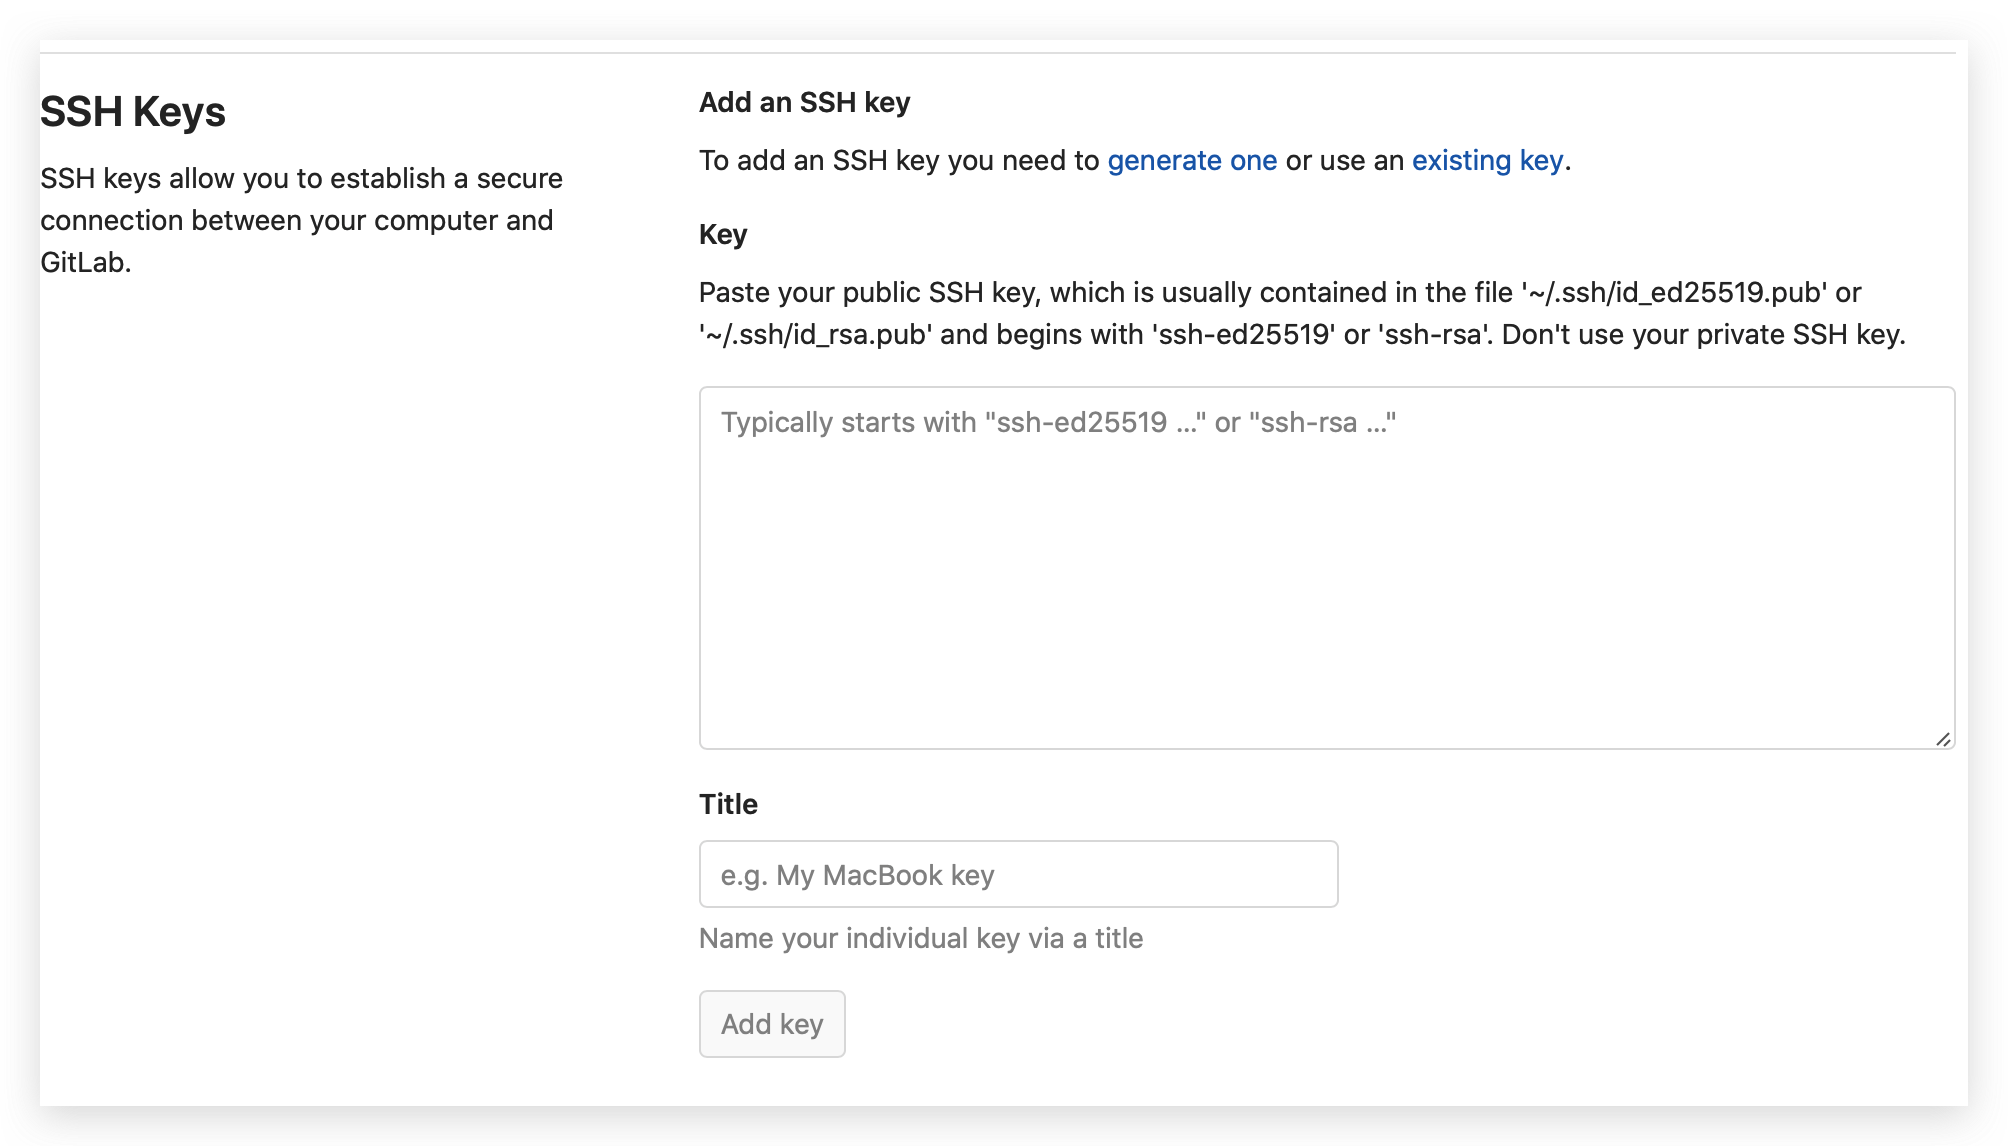 SSH Keys
SSH keys allow you to establish a secure
connection between your computer and
GitLab.
Add an SSH key
To add an SSH key you need to generate one or use an existing key.
Key
Paste your public SSH key, which is usually contained in the file '~/.ssh/id_ed25519.pub' or
'~/.ssh/id_rsa.pub' and begins with 'ssh-ed25519' or 'ssh-rsa'. Don't use your private SSH key.
Typically starts with "ssh-ed25519 ..." or "ssh-rsa ..."
Title
e.g. My MacBook key
Name your individual key via a title
Add key